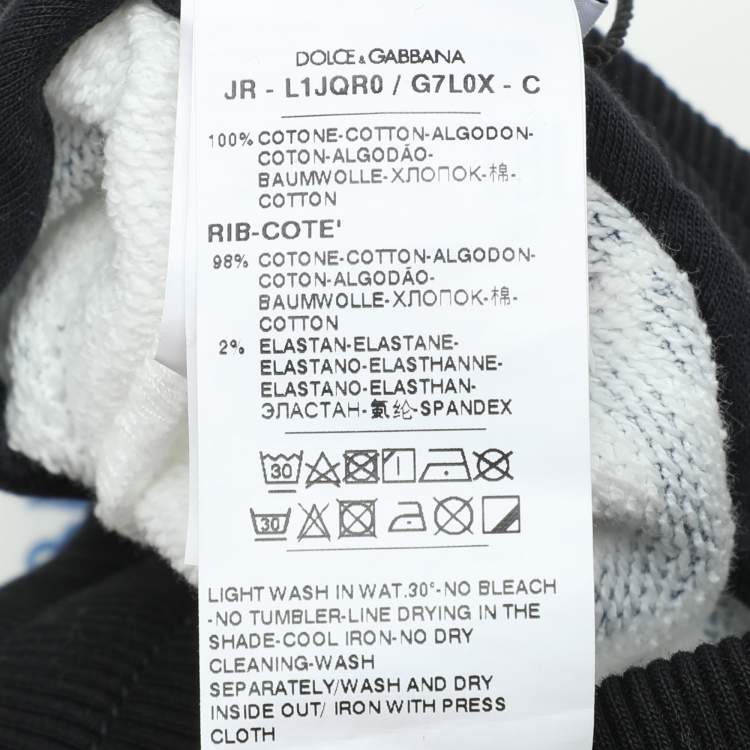 DOLCE & GABBANA
JR - L1JQR0 / G7L0X - C
100% COTONE-COTTON-ALGODON-
COTON-ALGODÃO-
BAUMWOLLE-ХЛОПОК-棉-
COTTON
RIB-COTE'
98% COTONE-COTTON-ALGODON-
COTON-ALGODÃO-
BAUMWOLLE-ХЛОПОК-棉-
COTTON
2% ELASTAN-ELASTANE-
ELASTANO-ELASTHANNE-
ELASTANO-ELASTHAN-
ЭЛАСТАН-氨纶-SPANDEX
30
30
LIGHT WASH IN WAT.30°-NO BLEACH
-NO TUMBLER-LINE DRYING IN THE
SHADE-COOL IRON-NO DRY
CLEANING-WASH
SEPARATELY/WASH AND DRY
INSIDE OUT/ IRON WITH PRESS
CLOTH